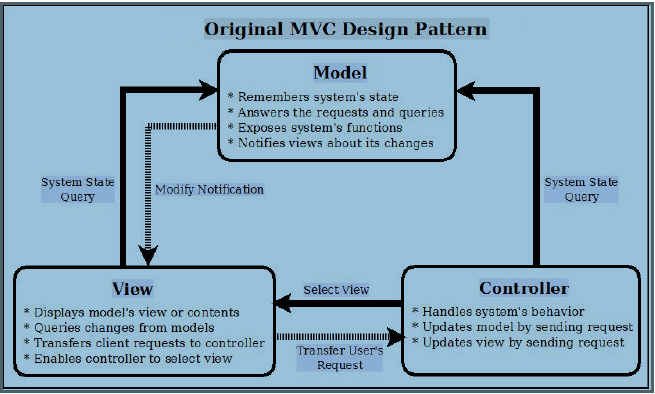 Original MVC Design Pattern
Model
* Remembers system's state
* Answers the requests and queries
* Exposes system's functions
* Notifies views about its changes
System State
Query
Modify Notification
System State
Query
View
* Displays model's view or contents
* Queries changes from models
* Transfers client requests to controller
* Enables controller to select view
Select View
Transfer User's
Request
Controller
* Handles system's behavior
* Updates model by sending request
* Updates view by sending request